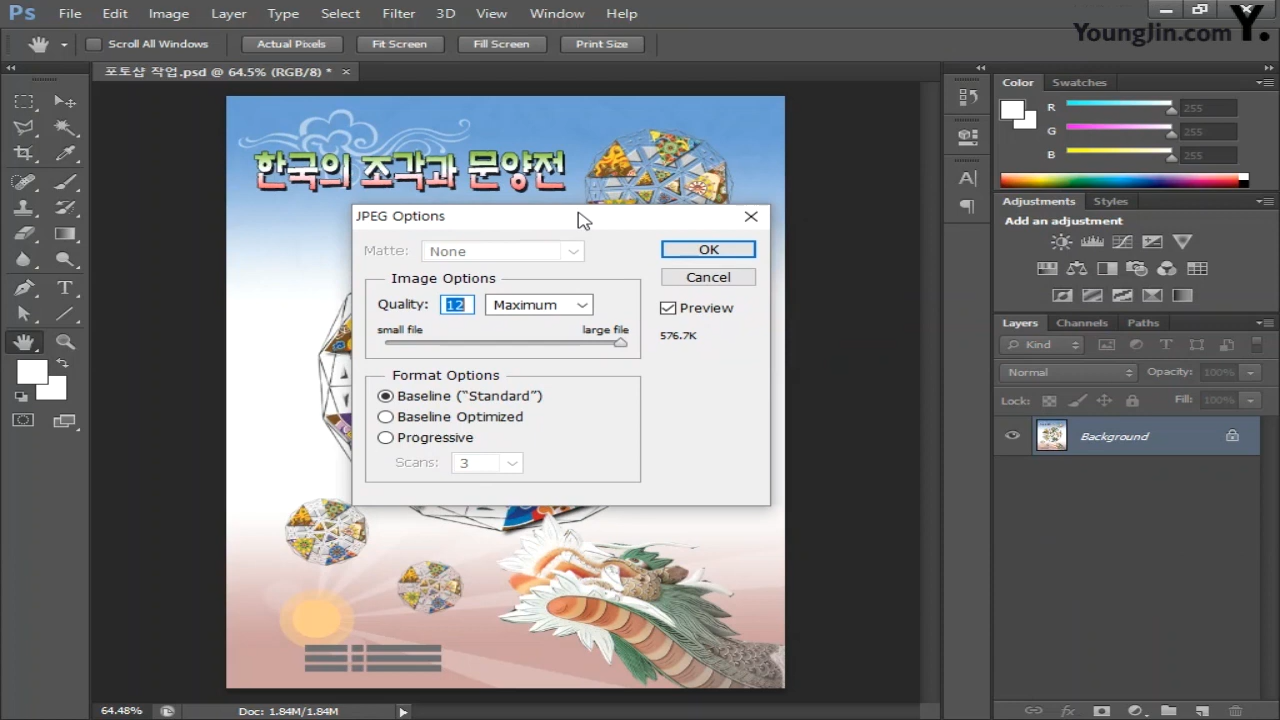 Ps File Edit Image Layer Type Select Filter 3D View Window Help
Scroll All Windows Actual Pixels Fit Screen Fill Screen Print Size
YoungJin.com Y.
포토샵 작업.psd @ 64.5% (RGB/8) * ×
한국의 조각과 문양전
JPEG Options
Matte: None
OK
Image Options
Cancel
Quality: 12 Maximum
Preview
small file large file
576.7K
Format Options
Baseline (“Standard”)
Baseline Optimized
Progressive
Scans: 3
Color Swatches
R 255
G 255
B 255
Adjustments Styles
Add an adjustment
Layers Channels Paths
Kind
Normal Opacity: 100%
Lock: Fill: 100%
Background
fx
64.48% Doc: 1.84M/1.84M